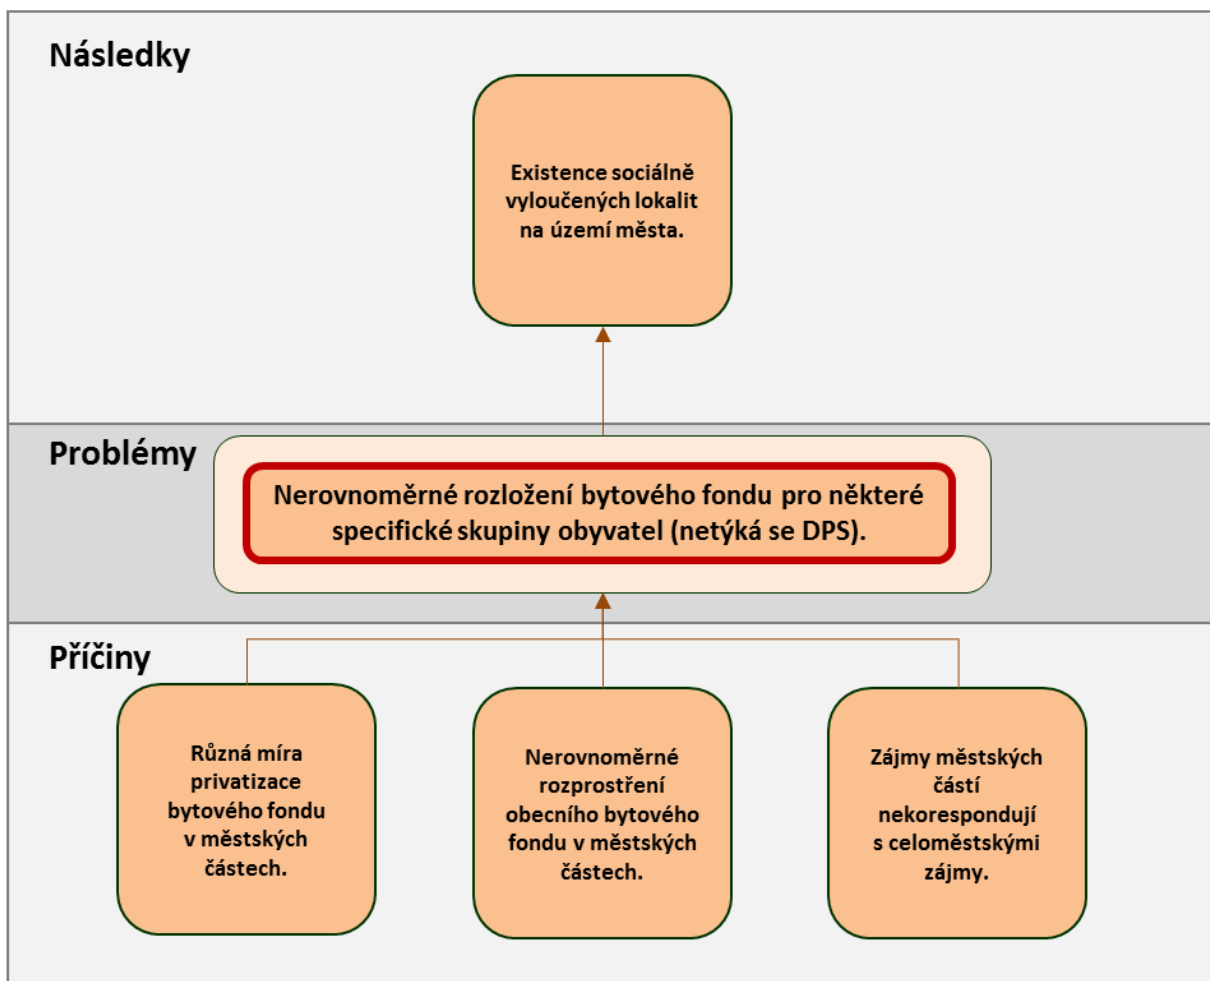 Následky
Existence sociálně
vyloučených lokalit
na území města.
Problémy
Nerovnoměrné rozložení bytového fondu pro některé
specifické skupiny obyvatel (netýká se DPS).
Příčiny
Různá míra
privatizace
bytového fondu
v městských
částech.
Nerovnoměrné
rozprostření
obecního bytového
fondu v městských
částech.
Zájmy městských
částí
nekorespondují
s celoměstskými
zájmy.